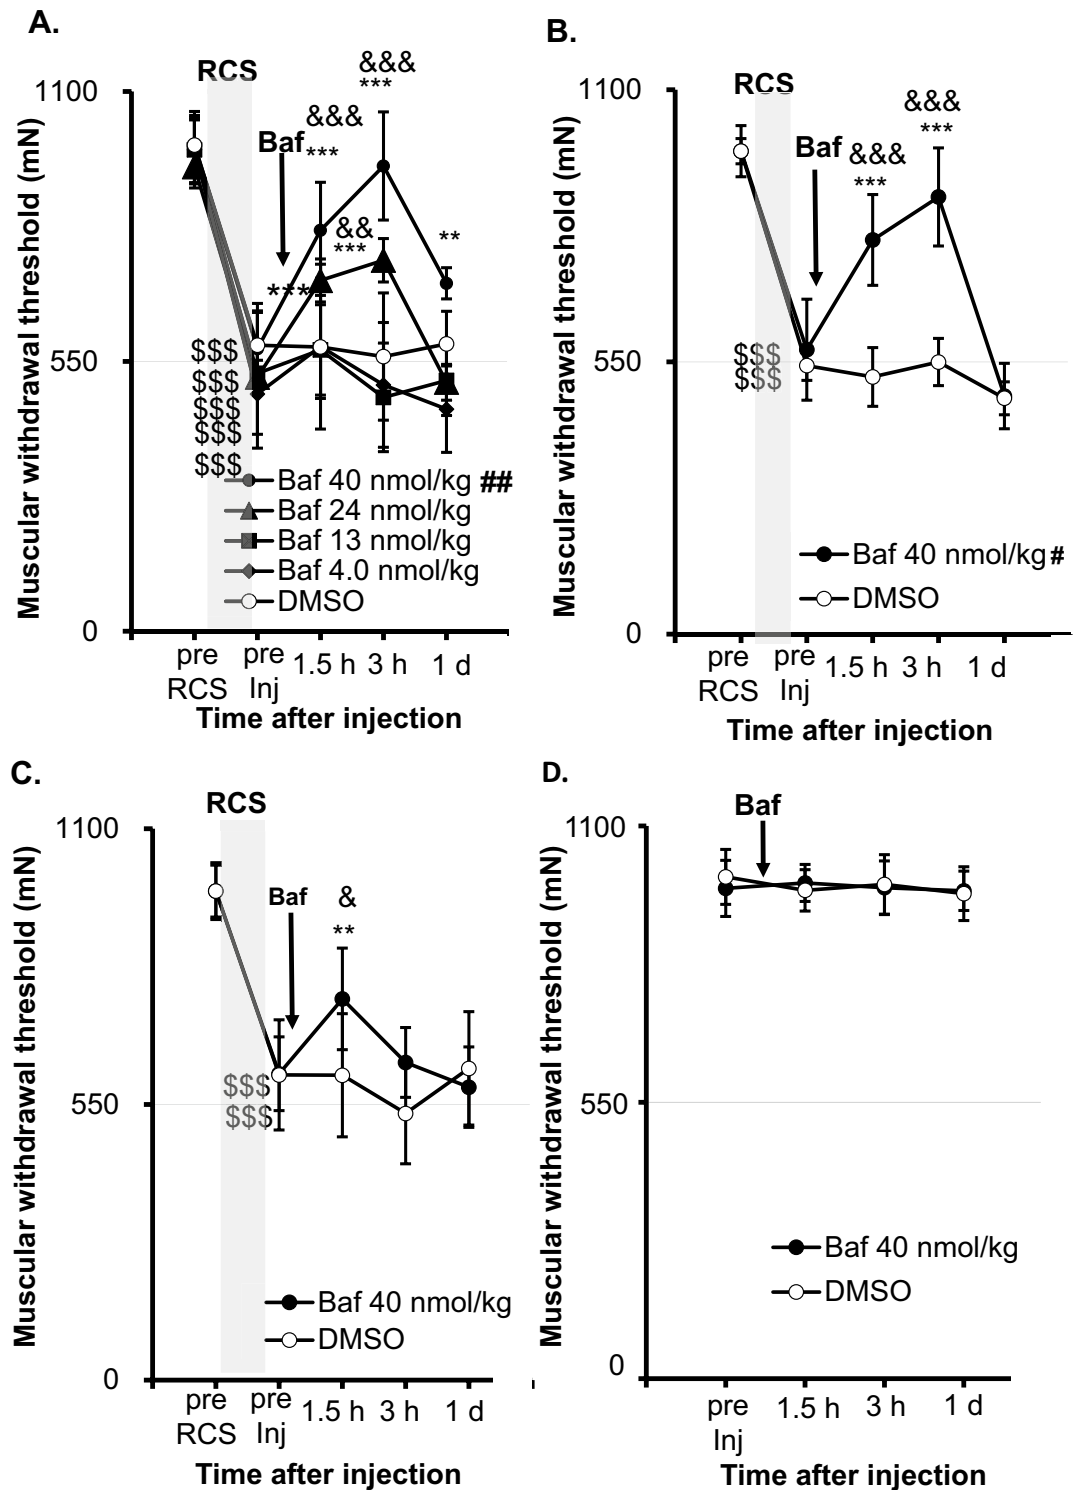 A.
RCS
&&&
***
1100
&&&
Baf
***
&&
***
**
***
Muscular withdrawal threshold (mN)
550
$$$
$$$
$$$
$$$
$$$
Baf 40 nmol/kg ##
Baf 24 nmol/kg
Baf 13 nmol/kg
Baf 4.0 nmol/kg
DMSO
0
pre RCS
pre Inj
1.5 h
3 h
1 d
Time after injection
B.
RCS
1100
&&&
***
Baf
&&&
***
Muscular withdrawal threshold (mN)
550
$$$
$$$
Baf 40 nmol/kg #
DMSO
0
pre RCS
pre Inj
1.5 h
3 h
1 d
Time after injection
C.
RCS
1100
Baf
&
**
Muscular withdrawal threshold (mN)
550
$$$
$$$
Baf 40 nmol/kg
DMSO
0
pre RCS
pre Inj
1.5 h
3 h
1 d
Time after injection
D.
Baf
1100
Muscular withdrawal threshold (mN)
550
Baf 40 nmol/kg
DMSO
0
pre Inj
1.5 h
3 h
1 d
Time after injection